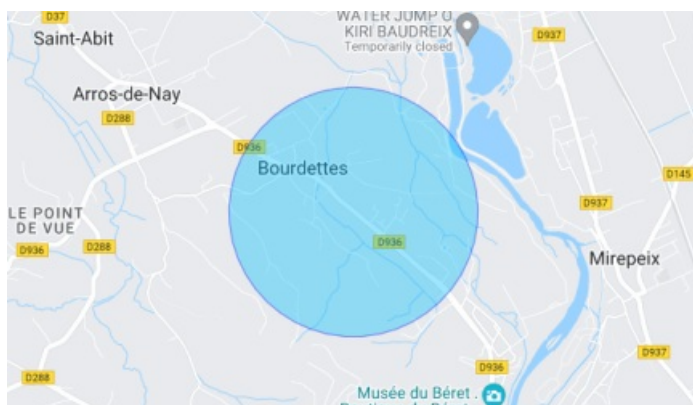 D37
WATER JUMP O
KIRI BAUDREIX
Temporarily closed
D937
Saint-Abit
Arros-de-Nay
D288
D936
Bourdettes
D145
D937
LE POINT
DE VUE
D936
D288
D936
Mirepeix
D937
D936
D288
Musée du Béret